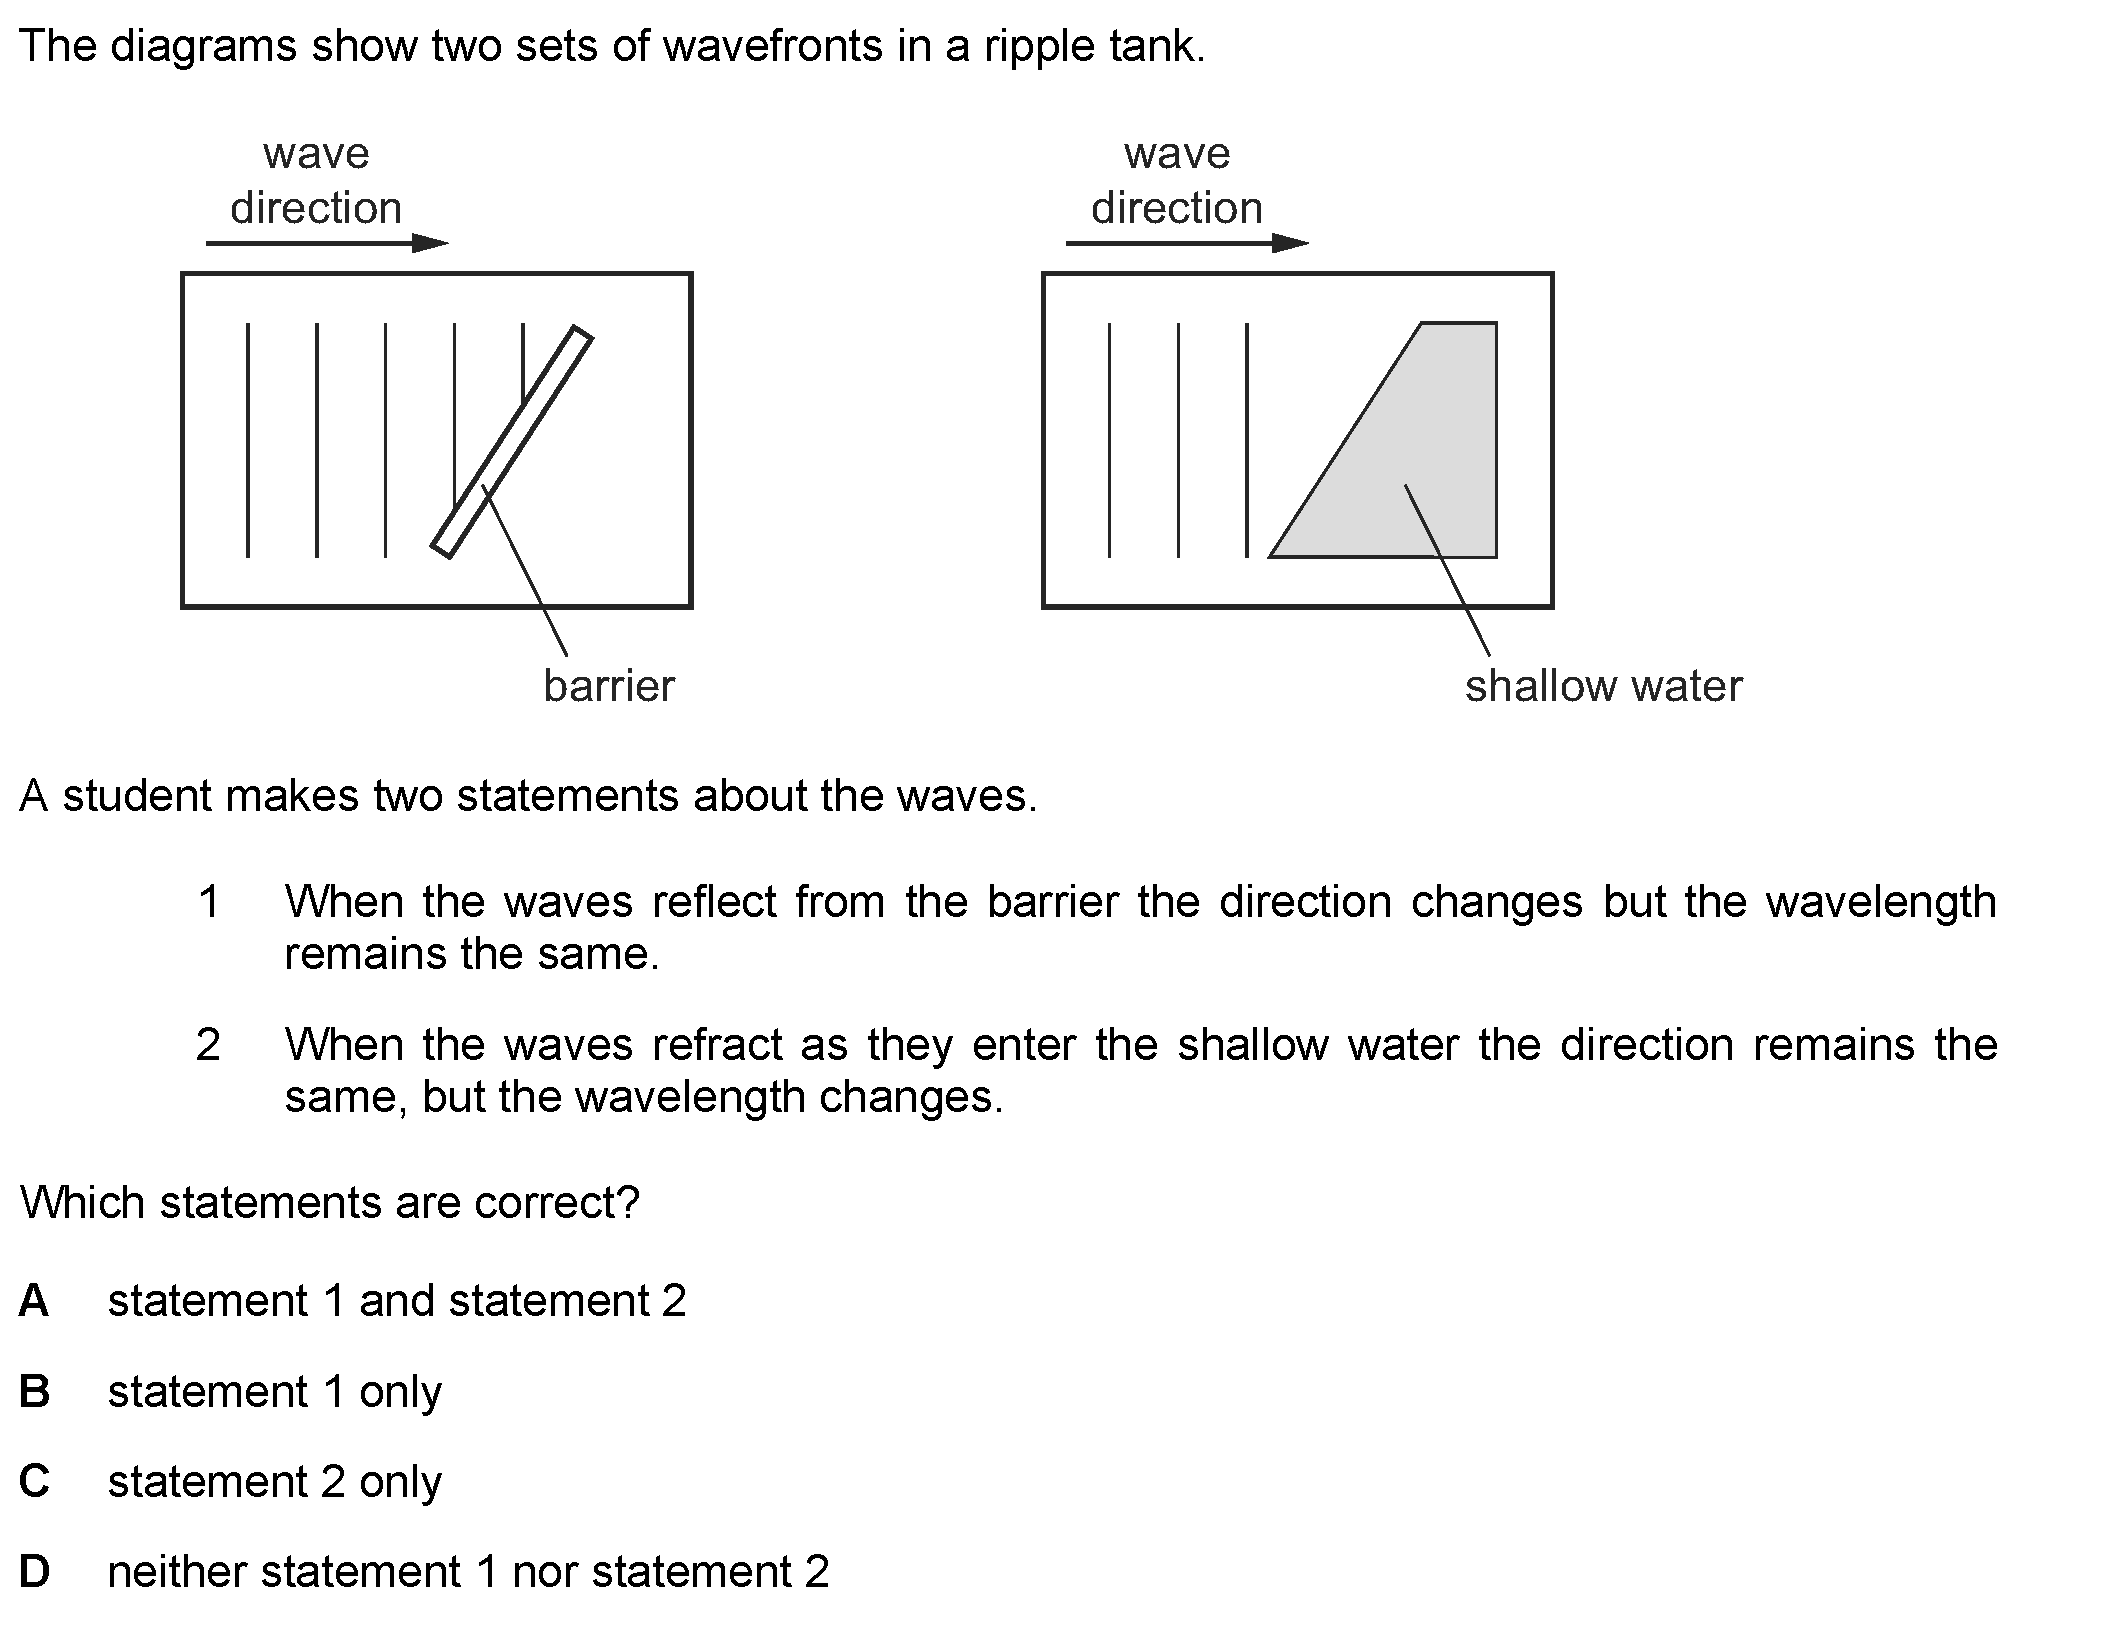 The diagrams show two sets of wavefronts in a ripple tank.
wave
direction
wave
direction
barrier
shallow water
A student makes two statements about the waves.
1 When the waves reflect from the barrier the direction changes but the wavelength
remains the same.
2 When the waves refract as they enter the shallow water the direction remains the
same, but the wavelength changes.
Which statements are correct?
A statement 1 and statement 2
B statement 1 only
C statement 2 only
D neither statement 1 nor statement 2